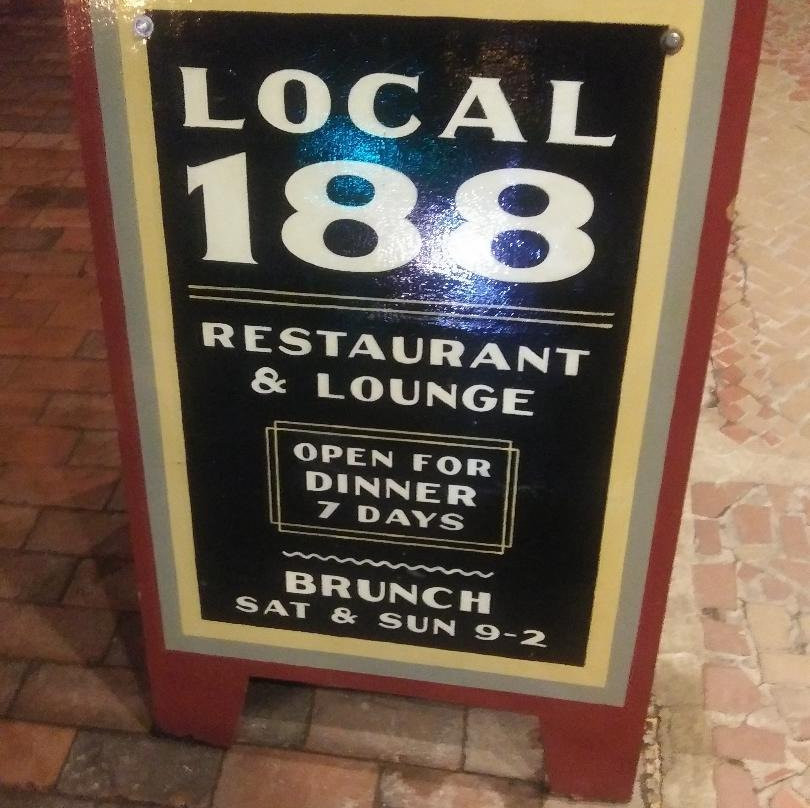 LOCAL
188
RESTAURANT
& LOUNGE
OPEN FOR
DINNER
7 DAYS
BRUNCH
SAT & SUN 9-2